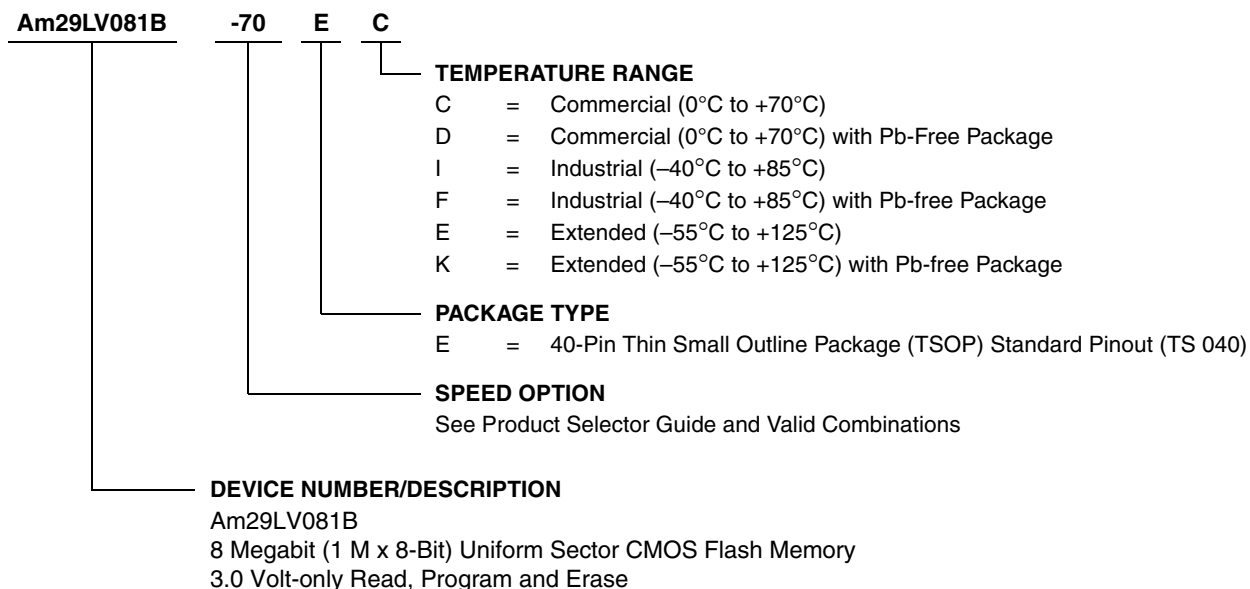 Am29LV081B -70 E C
TEMPERATURE RANGE
C = Commercial (0°C to +70°C)
D = Commercial (0°C to +70°C) with Pb-Free Package
I = Industrial (–40°C to +85°C)
F = Industrial (–40°C to +85°C) with Pb-free Package
E = Extended (–55°C to +125°C)
K = Extended (–55°C to +125°C) with Pb-free Package
PACKAGE TYPE
E = 40-Pin Thin Small Outline Package (TSOP) Standard Pinout (TS 040)
SPEED OPTION
See Product Selector Guide and Valid Combinations
DEVICE NUMBER/DESCRIPTION
Am29LV081B
8 Megabit (1 M x 8-Bit) Uniform Sector CMOS Flash Memory
3.0 Volt-only Read, Program and Erase